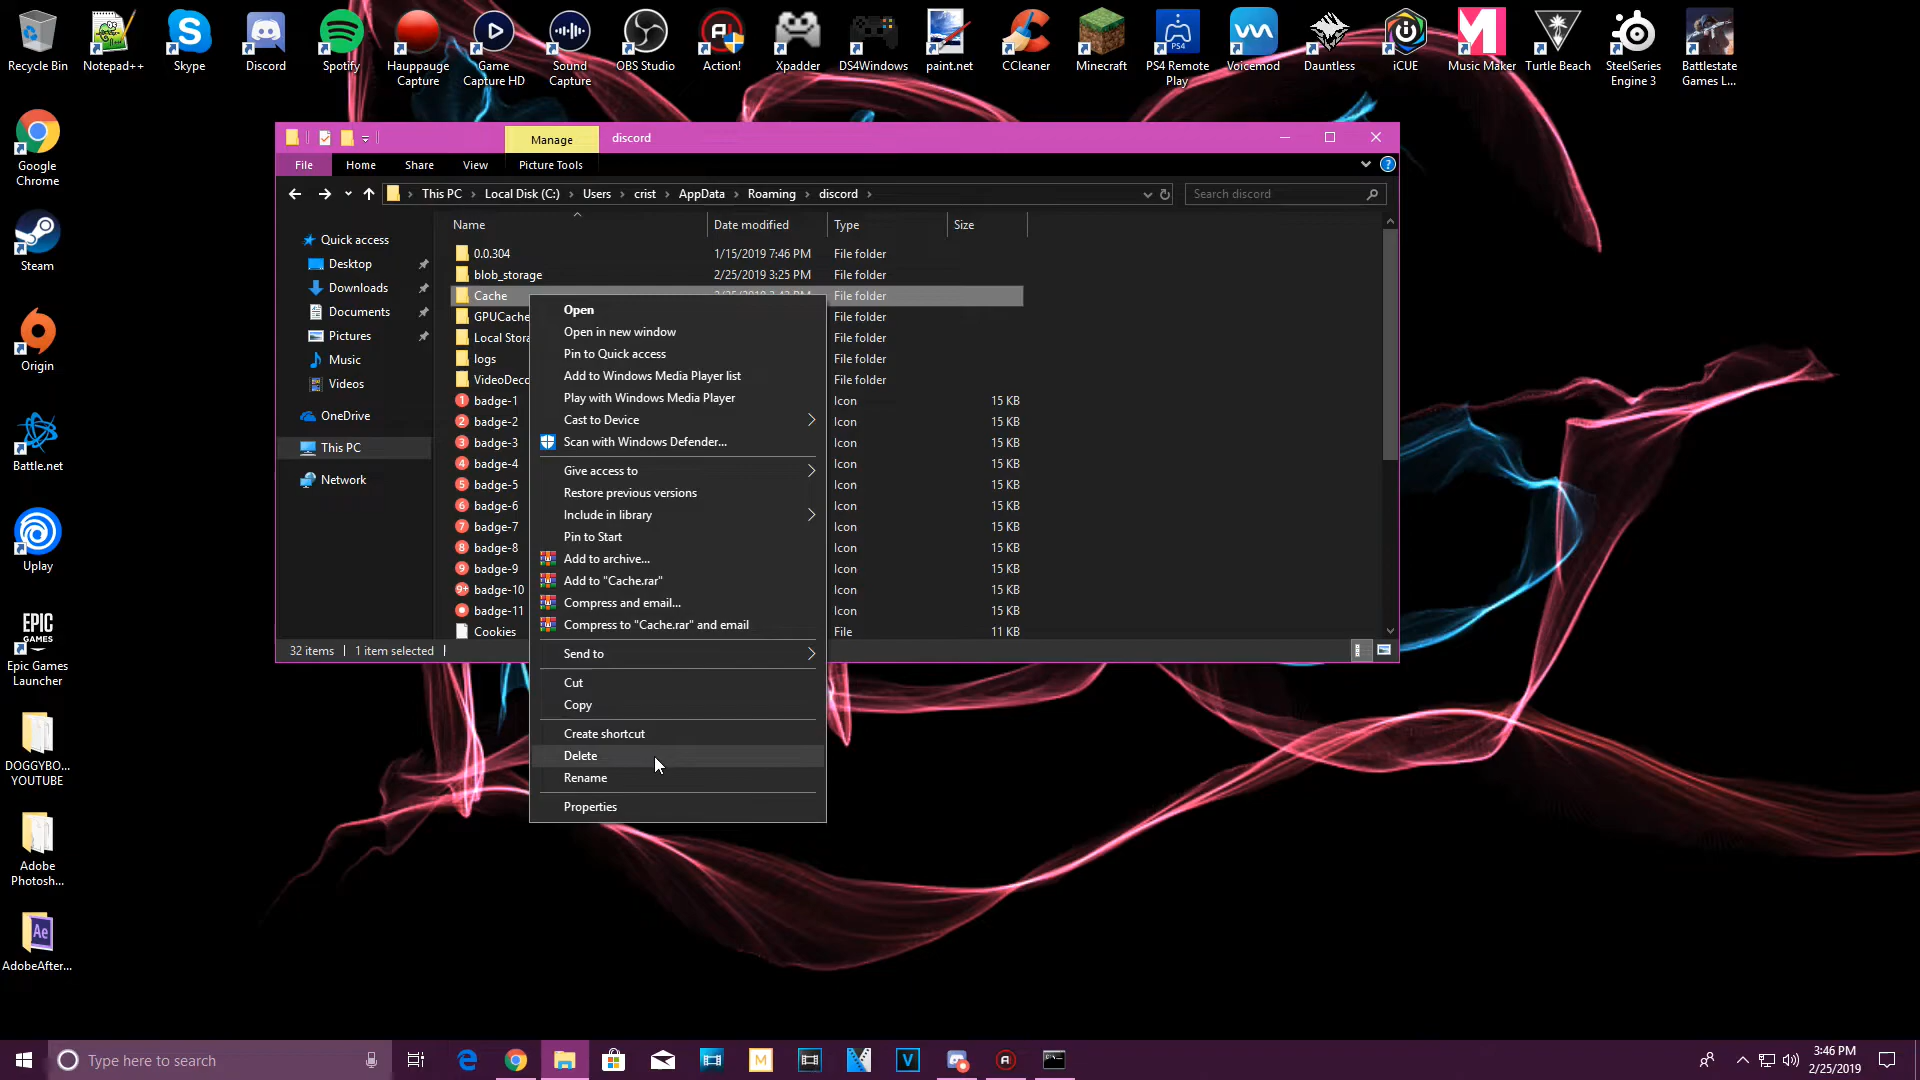 Recycle Bin
Notepad++
Skype
Discord
Spotify
Hauppauge Capture
Game Capture HD
Sound Capture
OBS Studio
Action!
Xpadder
DS4Windows
paint.net
CCleaner
Minecraft
PS4 Remote Play
Voicemod
Dauntless
iCUE
Music Maker
Turtle Beach
SteelSeries Engine 3
Battlestate Games L...
Google Chrome
Steam
Origin
Battle.net
Uplay
EPIC GAMES
Epic Games Launcher
DOGGYBO... YOUTUBE
Adobe Photosh...
Ae
AdobeAfter...
Manage
discord
File
Home
Share
View
Picture Tools
This PC > Local Disk (C:) > Users > crist > AppData > Roaming > discord >
Search discord
Name
Date modified
Type
Size
Quick access
Desktop
Downloads
Documents
Pictures
Music
Videos
OneDrive
This PC
Network
0.0.304 1/15/2019 7:46 PM File folder
blob_storage 2/25/2019 3:25 PM File folder
Cache File folder
GPUCache File folder
Local Stora File folder
logs File folder
VideoDeco File folder
badge-1 Icon 15 KB
badge-2 Icon 15 KB
badge-3 Icon 15 KB
badge-4 Icon 15 KB
badge-5 Icon 15 KB
badge-6 Icon 15 KB
badge-7 Icon 15 KB
badge-8 Icon 15 KB
badge-9 Icon 15 KB
badge-10 Icon 15 KB
badge-11 Icon 15 KB
Cookies File 11 KB
32 items
1 item selected
Open
Open in new window
Pin to Quick access
Add to Windows Media Player list
Play with Windows Media Player
Cast to Device
Scan with Windows Defender...
Give access to
Restore previous versions
Include in library
Pin to Start
Add to archive...
Add to "Cache.rar"
Compress and email...
Compress to "Cache.rar" and email
Send to
Cut
Copy
Create shortcut
Delete
Rename
Properties
Type here to search
3:46 PM
2/25/2019